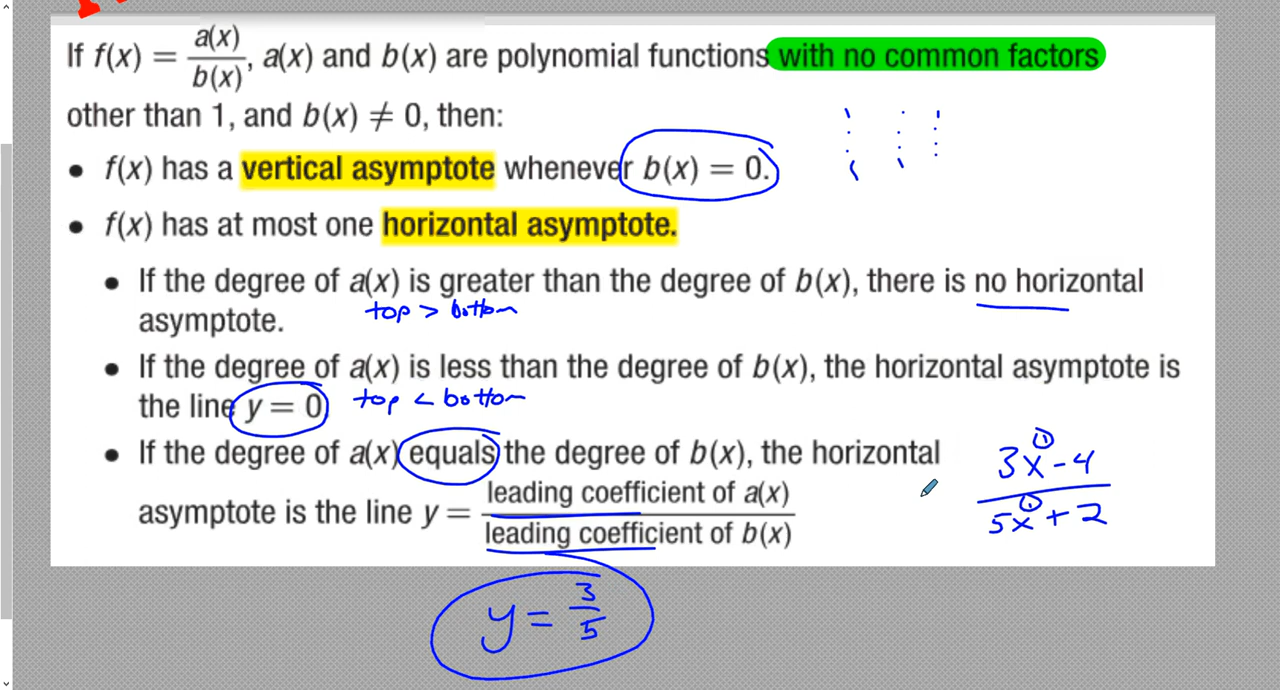 If f(x) = a(x)/b(x), a(x) and b(x) are polynomial functions with no common factors
other than 1, and b(x) ≠ 0, then:
• f(x) has a vertical asymptote whenever b(x) = 0.
• f(x) has at most one horizontal asymptote.
• If the degree of a(x) is greater than the degree of b(x), there is no horizontal
top > bottom
asymptote.
• If the degree of a(x) is less than the degree of b(x), the horizontal asymptote is
the line y = 0 top < bottom
• If the degree of a(x) equals the degree of b(x), the horizontal
asymptote is the line y = leading coefficient of a(x)/leading coefficient of b(x)
3x^① - 4
5x^① + 2
y = 3/5